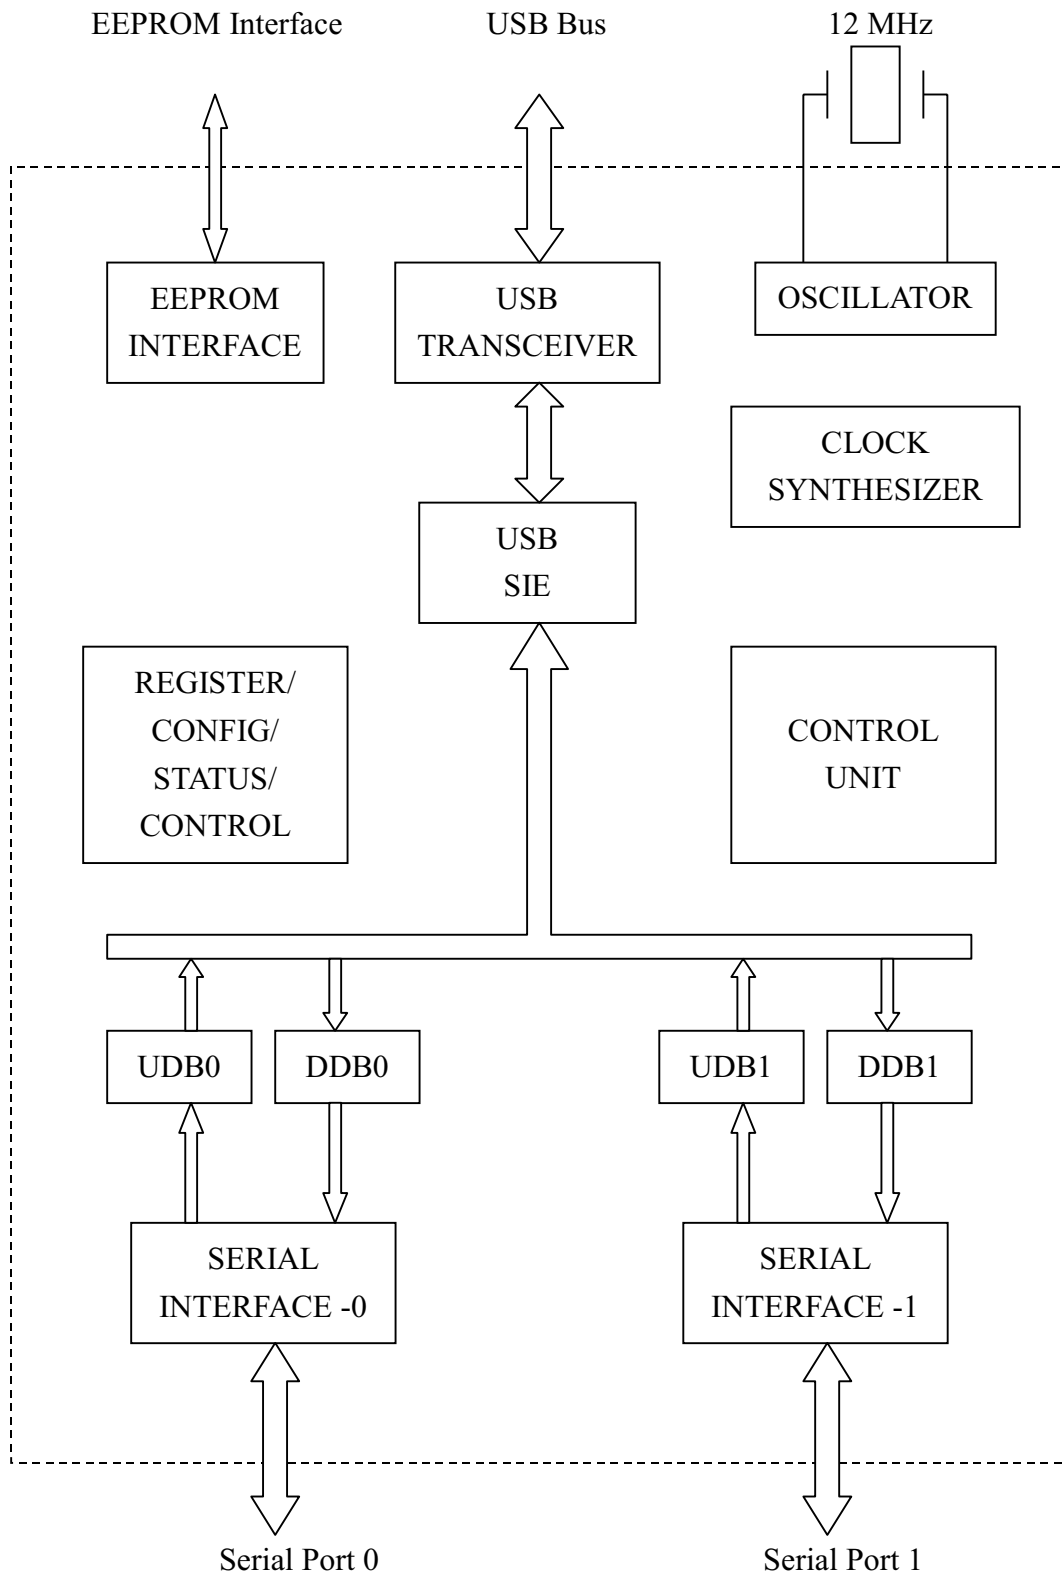 EEPROM Interface
USB Bus
12 MHz
EEPROM
INTERFACE
USB
TRANSCEIVER
OSCILLATOR
CLOCK
SYNTHESIZER
USB
SIE
REGISTER/
CONFIG/
STATUS/
CONTROL
CONTROL
UNIT
UDB0
DDB0
UDB1
DDB1
SERIAL
INTERFACE -0
SERIAL
INTERFACE -1
Serial Port 0
Serial Port 1